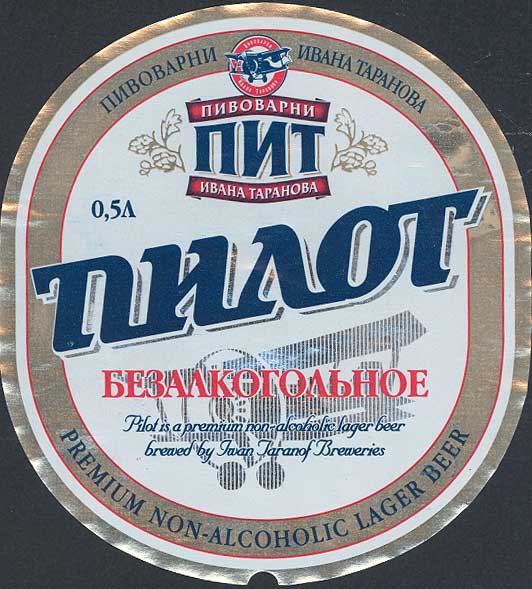 ПИВОВАРНИ ИВАНА ТАРАНОВА
ПИВОВАРНИ
ПИТ
ИВАНА ТАРАНОВА
0,5Л
ПИЛОТ
БЕЗАЛКОГОЛЬНОЕ
Pilot is a premium non-alcoholic lager beer
brewed by Iwan Taranof Breweries
PREMIUM NON-ALCOHOLIC LAGER BEER